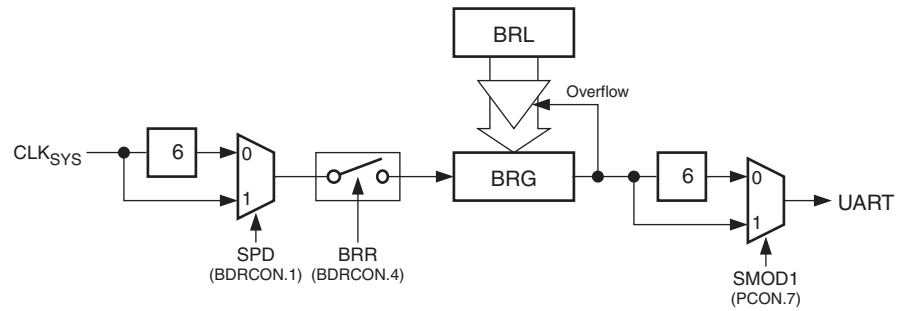 BRL
Overflow
CLKSYS
6
0
1
BRG
6
0
1
UART
SPD
(BDRCON.1)
BRR
(BDRCON.4)
SMOD1
(PCON.7)